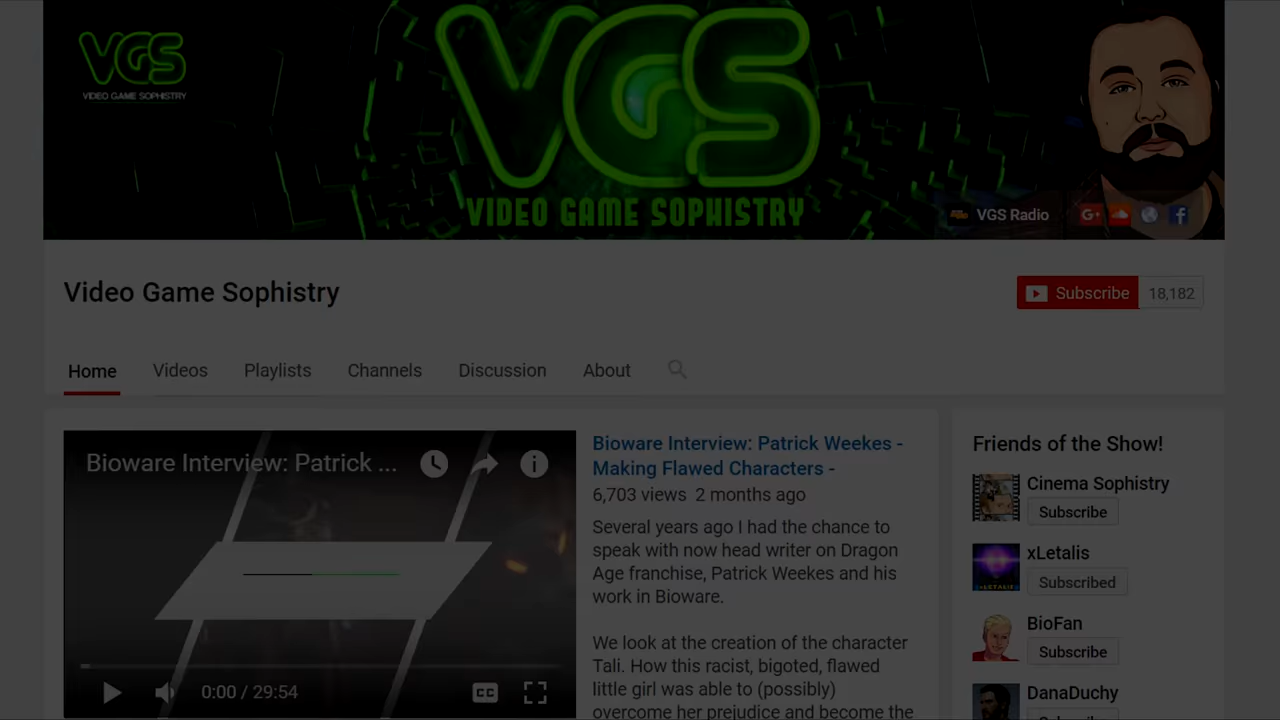 VGS
VIDEO GAME SOPHISTRY
VGS
VIDEO GAME SOPHISTRY
VGS Radio
G+
Video Game Sophistry
Subscribe 18,182
Home Videos Playlists Channels Discussion About
Bioware Interview: Patrick ...
0:00 / 29:54
CC
Bioware Interview: Patrick Weekes -
Making Flawed Characters -
6,703 views 2 months ago
Several years ago I had the chance to
speak with now head writer on Dragon
Age franchise, Patrick Weekes and his
work in Bioware.
We look at the creation of the character
Tali. How this racist, bigoted, flawed
little girl was able to (possibly)
overcome her prejudice and become the
Friends of the Show!
Cinema Sophistry
Subscribe
xLetalis
Subscribed
BioFan
Subscribe
DanaDuchy